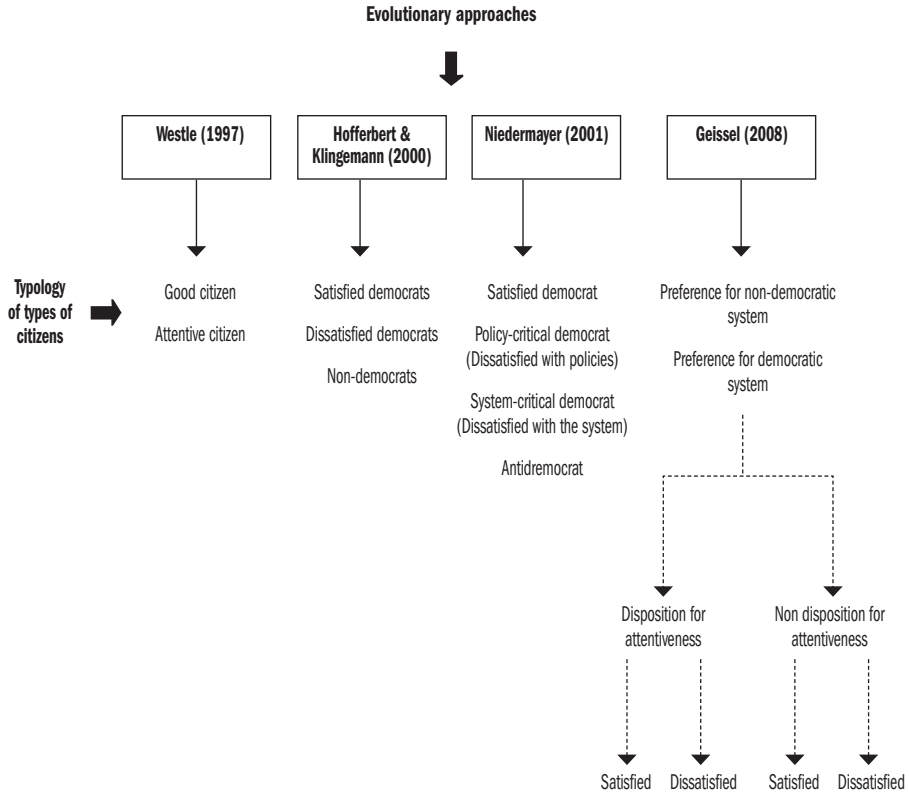 Evolutionary approaches
Westle (1997)
Hofferbert &
Klingemann (2000)
Niedermayer (2001)
Geissel (2008)
Typology
of types of
citizens
Good citizen
Attentive citizen
Satisfied democrats
Dissatisfied democrats
Non-democrats
Satisfied democrat
Policy-critical democrat
(Dissatisfied with policies)
System-critical democrat
(Dissatisfied with the system)
Antidremocrat
Preference for non-democratic
system
Preference for democratic
system
Disposition for
attentiveness
Non disposition for
attentiveness
Satisfied
Dissatisfied
Satisfied
Dissatisfied